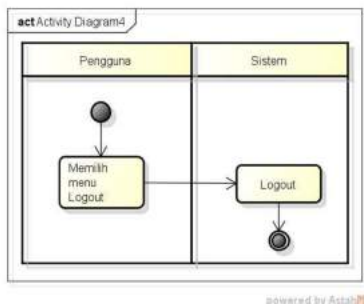 act Activity Diagram4
Pengguna
Sistem
Memilih
menu
Logout
Logout
powered by Astah